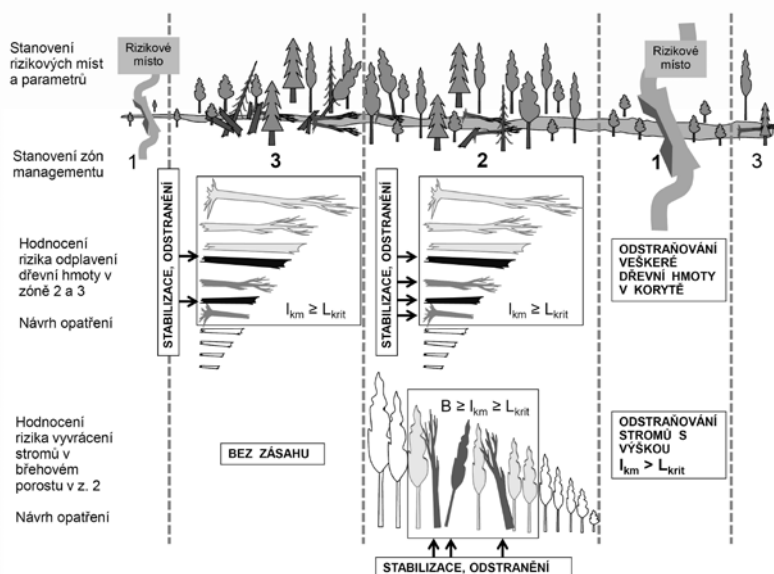 Stanovení
rizikových míst
a parametrů
Rizikové
místo
Rizikové
místo
Stanovení zón
managementu
1
3
2
1
3
Hodnocení
rizika odplavení
dřevní hmoty v
zóně 2 a 3
Návrh opatření
STABILIZACE, ODSTRANĚNÍ
l km ≥ L krit
STABILIZACE, ODSTRANĚNÍ
l km ≥ L krit
ODSTRAŇOVÁNÍ
VEŠKERÉ
DŘEVNÍ HMOTY
V KORYTĚ
Hodnocení
rizika vyvrácení
stromů v
břehovém
porostu v z. 2
Návrh opatření
BEZ ZÁSAHU
B ≥ l km ≥ L krit
STABILIZACE, ODSTRANĚNÍ
ODSTRAŇOVÁNÍ
STROMŮ S
VÝŠKOU
l km > L krit